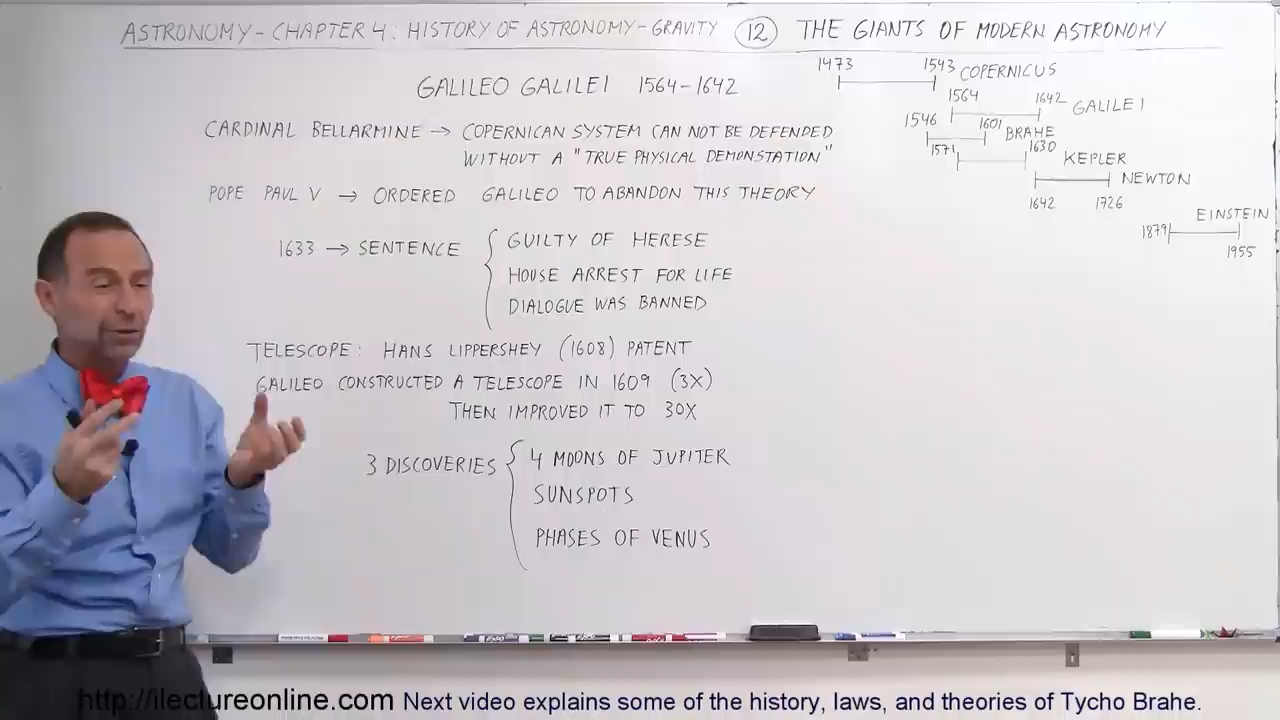 ASTRONOMY - CHAPTER 4: HISTORY OF ASTRONOMY - GRAVITY 12 THE GIANTS OF MODERN ASTRONOMY
GALILEO GALILEI 1564-1642
CARDINAL BELLARMINE → COPERNICAN SYSTEM CAN NOT BE DEFENDED
WITHOUT A "TRUE PHYSICAL DEMONSTATION"
POPE PAUL V → ORDERED GALILEO TO ABANDON THIS THEORY
1633 → SENTENCE
GUILTY OF HERESE
HOUSE ARREST FOR LIFE
DIALOGUE WAS BANNED
TELESCOPE: HANS LIPPERSHEY (1608) PATENT
GALILEO CONSTRUCTED A TELESCOPE IN 1609 (3X)
THEN IMPROVED IT TO 30X
3 DISCOVERIES
4 MOONS OF JUPITER
SUNSPOTS
PHASES OF VENUS
1473 1543 COPERNICUS
1564 1642 GALILEI
1546 1601 BRAHE
1571 1630 KEPLER
NEWTON
1642 1726
EINSTEIN
1879
1955
http://ilectureonline.com Next video explains some of the history, laws, and theories of Tycho Brahe.